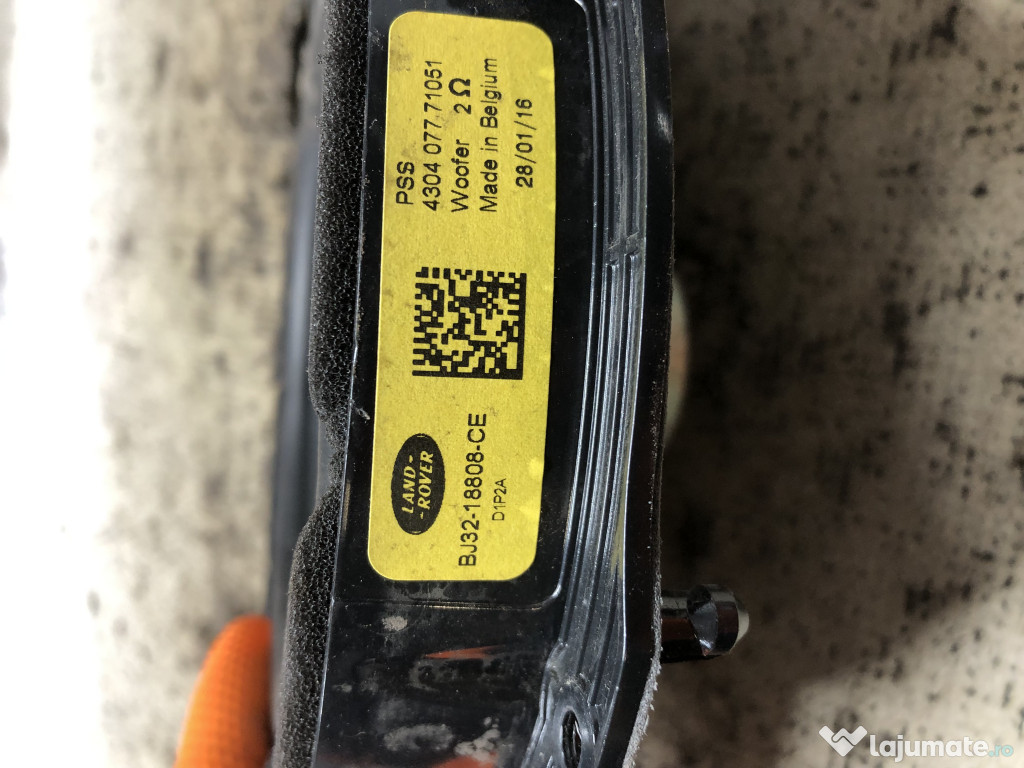 LAND-
-ROVER
BJ32-18808-CE
D1P2A
PSS
4304 077 71051
Woofer 2 Ω
Made in Belgium
28/01/16
lajumate.ro